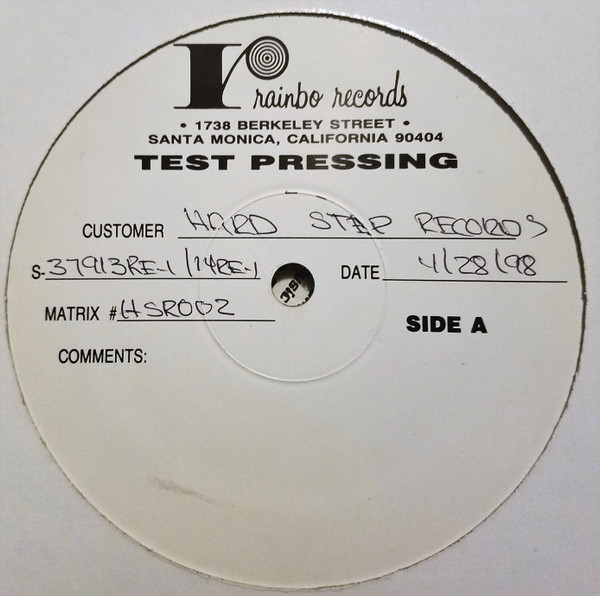 r rainbo records
• 1738 BERKELEY STREET •
SANTA MONICA, CALIFORNIA 90404
TEST PRESSING
CUSTOMER HARD STEP RECORDS
S-37913RE-1/14RE-1 DATE 4/28/98
MATRIX # HSR002
SIDE A
COMMENTS: